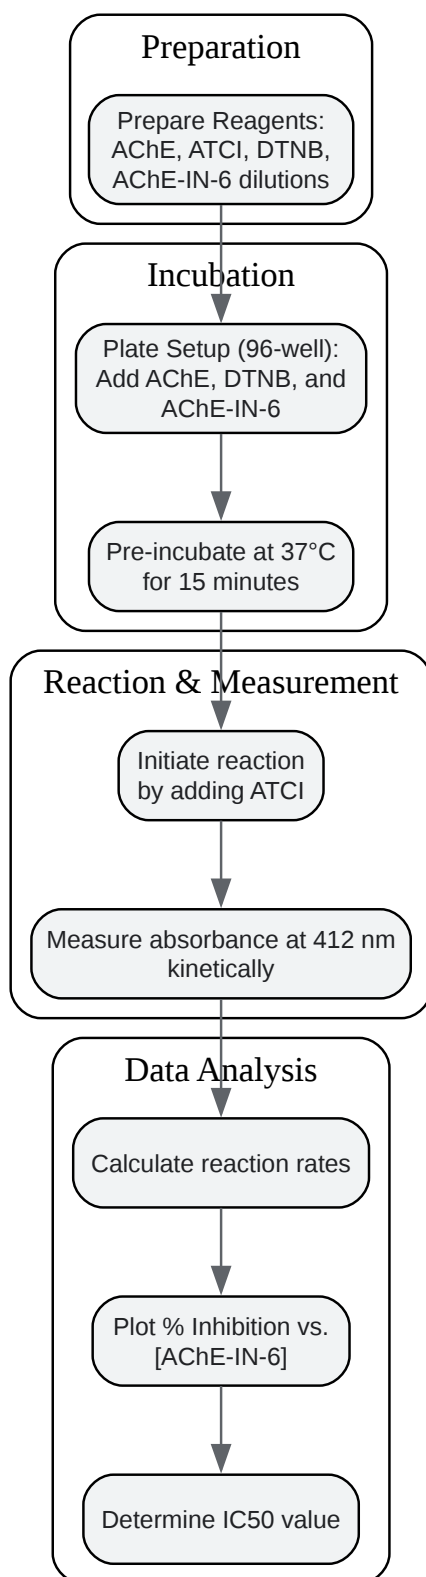 Preparation
Prepare Reagents:
AChE, ATCI, DTNB,
AChE-IN-6 dilutions
Incubation
Plate Setup (96-well):
Add AChE, DTNB, and
AChE-IN-6
Pre-incubate at 37°C
for 15 minutes
Reaction & Measurement
Initiate reaction
by adding ATCI
Measure absorbance at 412 nm
kinetically
Data Analysis
Calculate reaction rates
Plot % Inhibition vs.
[AChE-IN-6]
Determine IC50 value